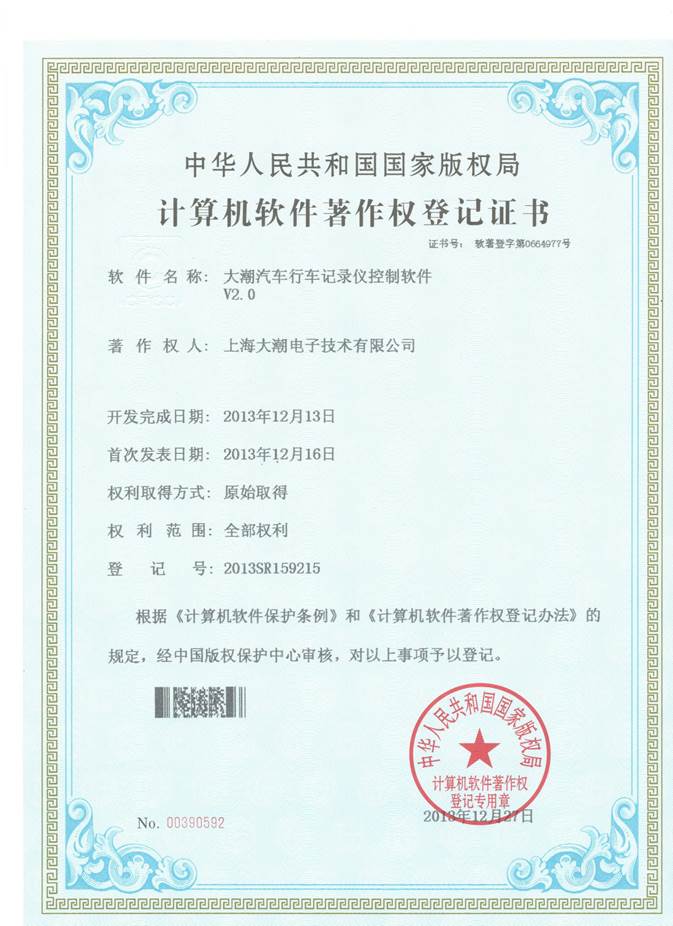 中华人民共和国国家版权局
计算机软件著作权登记证书
证书号： 软著登字第0664977号
软 件 名 称： 大潮汽车行车记录仪控制软件
V2.0
著 作 权 人： 上海大潮电子技术有限公司
开发完成日期： 2013年12月13日
首次发表日期： 2013年12月16日
权利取得方式： 原始取得
权 利 范 围： 全部权利
登 记 号： 2013SR159215
根据《计算机软件保护条例》和《计算机软件著作权登记办法》的
规定，经中国版权保护中心审核，对以上事项予以登记。
中华人民共和国国家版权局
计算机软件著作权
登记专用章
No. 00390592
2013年12月27日